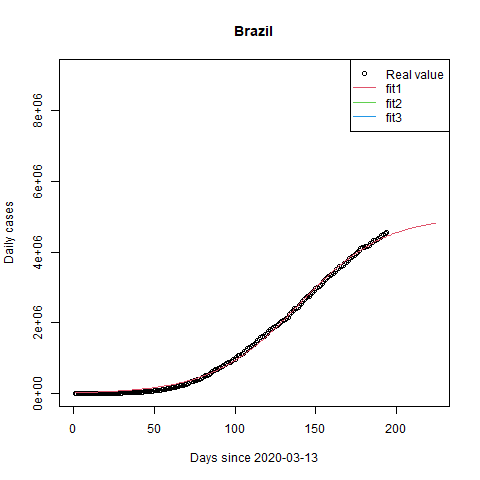 Brazil
Real value
fit1
fit2
fit3
Daily cases
8e+06
6e+06
4e+06
2e+06
0e+00
0 50 100 150 200
Days since 2020-03-13